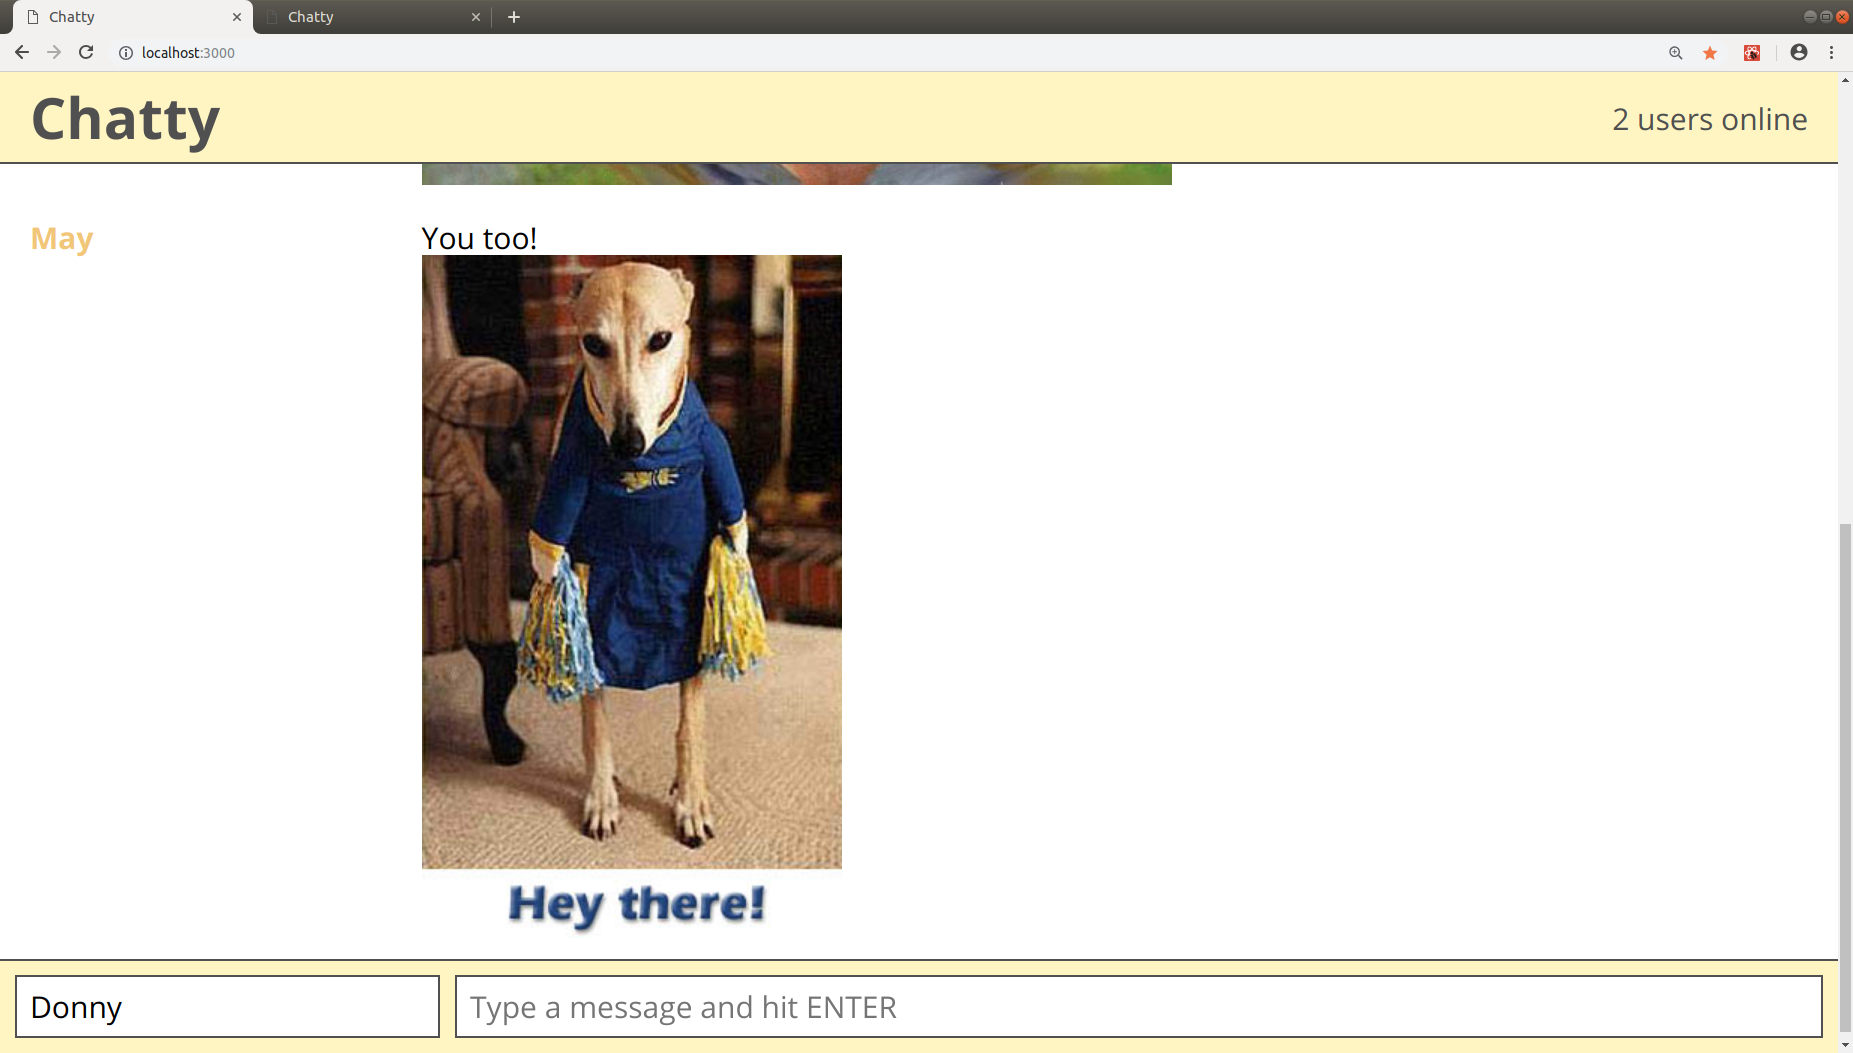 Chatty
Chatty
localhost:3000
Chatty
2 users online
May
You too!
Hey there!
Donny
Type a message and hit ENTER